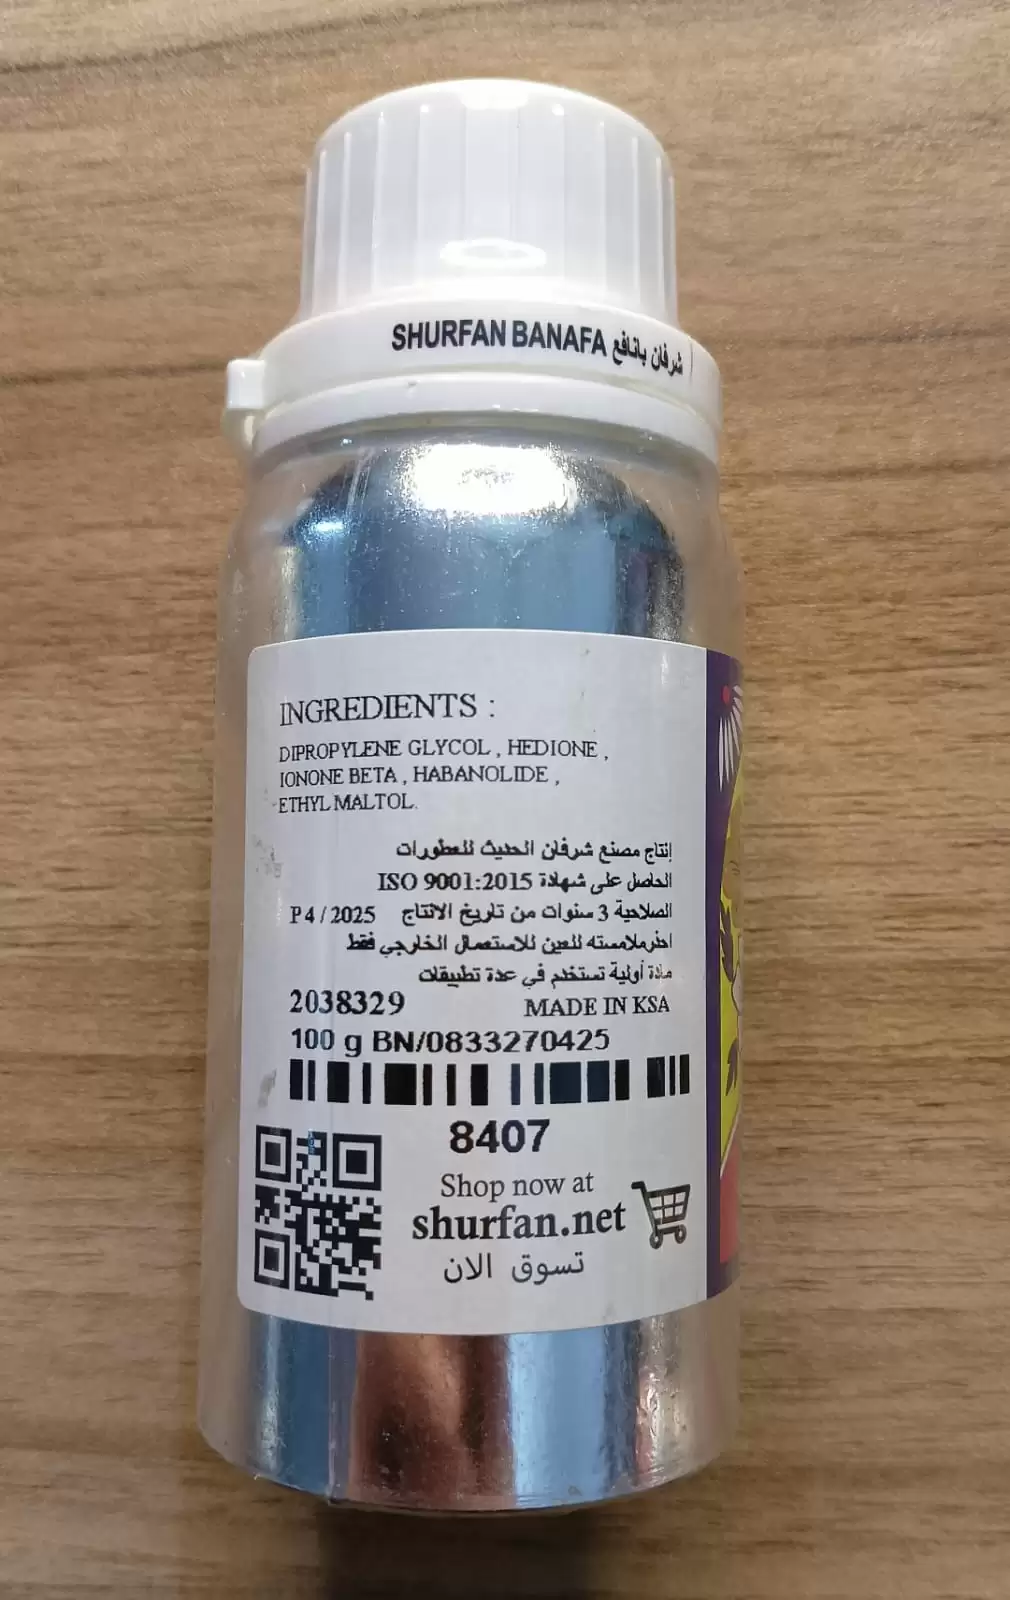 SHURFAN BANAFA شرفان بانافع
INGREDIENTS :
DIPROPYLENE GLYCOL , HEDIONE ,
IONONE BETA , HABANOLIDE ,
ETHYL MALTOL.
إنتاج مصنع شرفان الحديث للعطورات
الحاصل على شهادة ISO 9001:2015
الصلاحية 3 سنوات من تاريخ الانتاج P 4 / 2025
احذرملامسته للعين للاستعمال الخارجي فقط
مادة أولية تستخدم في عدة تطبيقات
2038329 MADE IN KSA
100 g BN/0833270425
8407
Shop now at
shurfan.net
تسوق الان